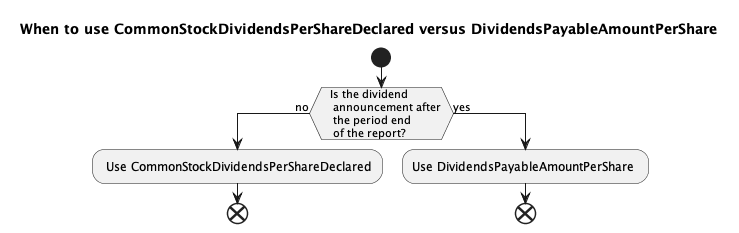 When to use CommonStockDividendsPerShareDeclared versus DividendsPayableAmountPerShare
Is the dividend
announcement after
the period end
of the report?
no
yes
Use CommonStockDividendsPerShareDeclared
Use DividendsPayableAmountPerShare